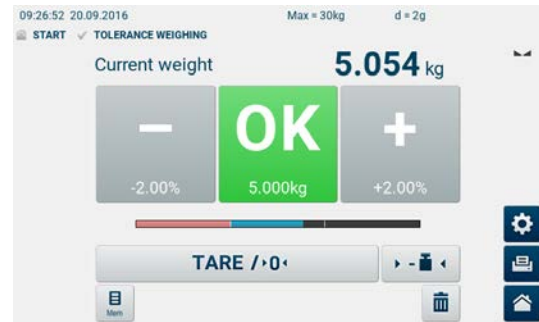 09:26:52 20.09.2016 Max = 30kg d = 2g
START TOLERANCE WEIGHING
Current weight 5.054 kg
− OK +
-2.00% 5.000kg +2.00%
TARE / 0
Mem